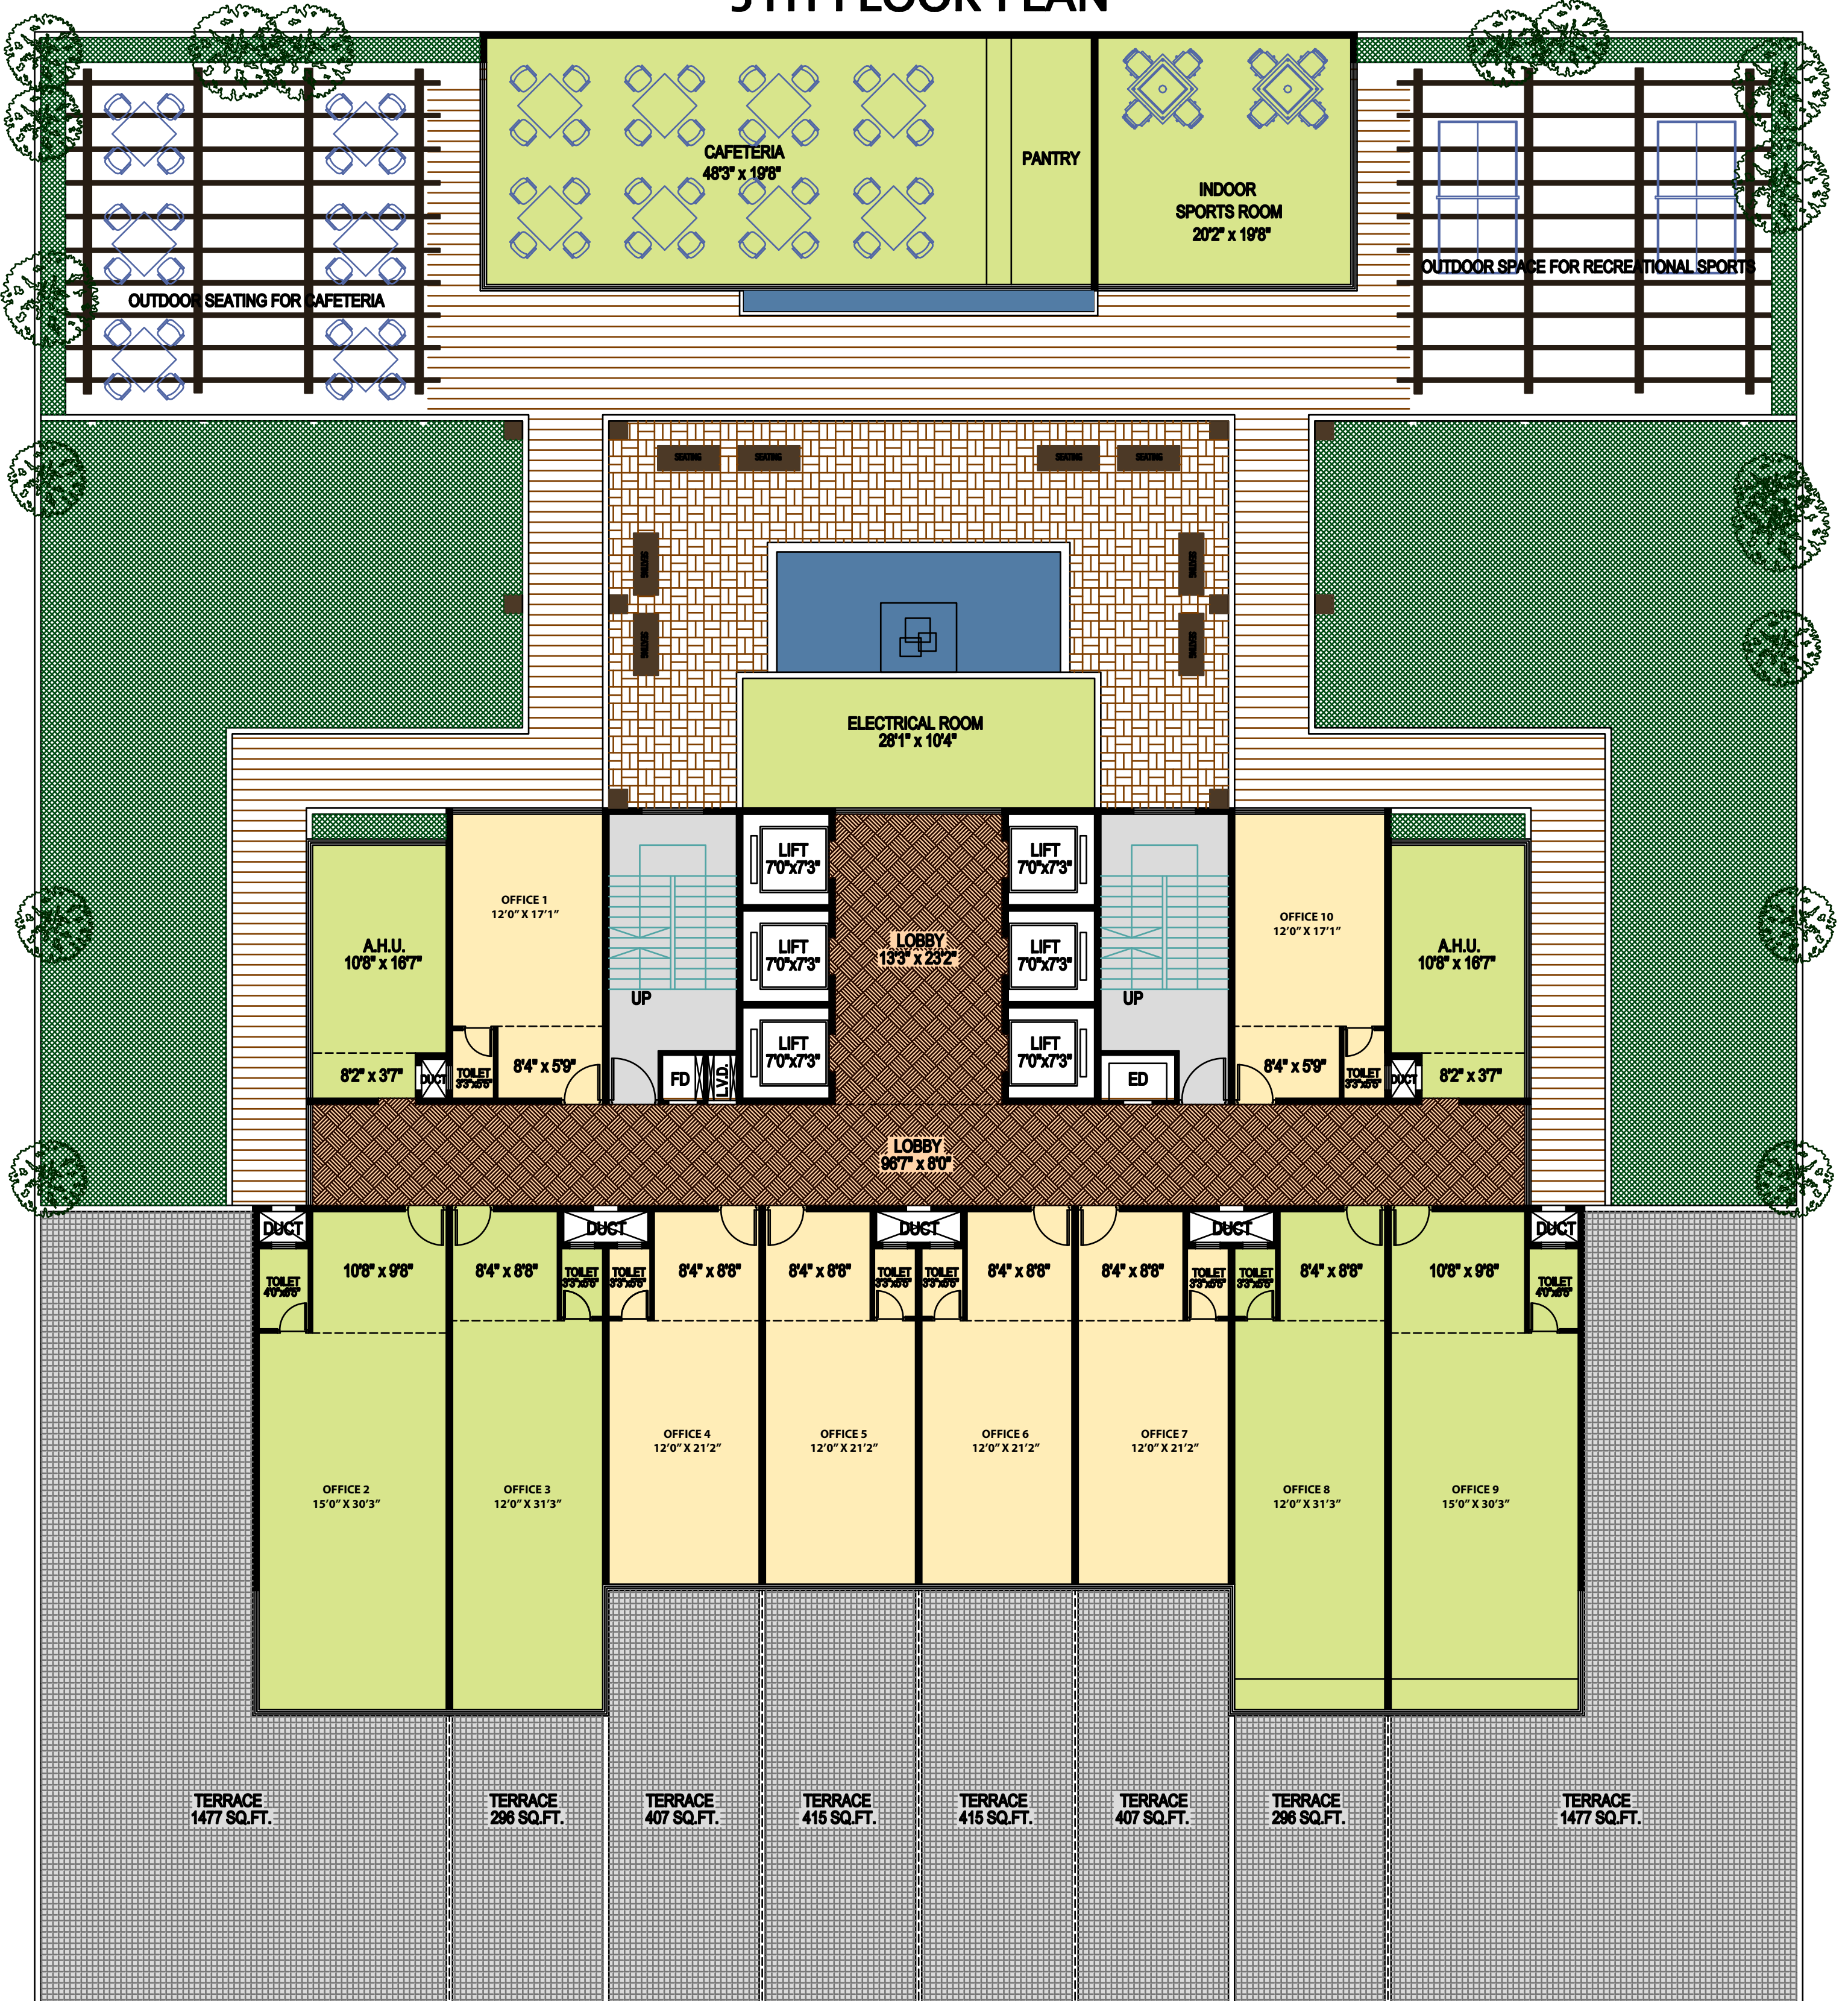 5TH FLOOR PLAN
CAFETERIA
48'3" x 19'8"
PANTRY
INDOOR
SPORTS ROOM
20'2" x 19'8"
OUTDOOR SEATING FOR CAFETERIA
OUTDOOR SPACE FOR RECREATIONAL SPORTS
SEATING
SEATING
SEATING
SEATING
SEATING
SEATING
SEATING
SEATING
ELECTRICAL ROOM
28'1" x 10'4"
A.H.U.
10'8" x 16'7"
8'2" x 3'7"
DUCT
OFFICE 1
12'0" X 17'1"
TOILET
8'4" x 5'9"
UP
FD
L.V.D.
LIFT
7'0"x7'3"
LIFT
7'0"x7'3"
LIFT
7'0"x7'3"
LOBBY
13'3" x 23'2"
LIFT
7'0"x7'3"
LIFT
7'0"x7'3"
LIFT
7'0"x7'3"
UP
ED
OFFICE 10
12'0" X 17'1"
8'4" x 5'9"
TOILET
DUCT
A.H.U.
10'8" x 16'7"
8'2" x 3'7"
LOBBY
96'7" x 8'0"
DUCT
DUCT
DUCT
DUCT
DUCT
TOILET
10'8" x 9'8"
8'4" x 8'8"
TOILET
TOILET
8'4" x 8'8"
8'4" x 8'8"
TOILET
TOILET
8'4" x 8'8"
8'4" x 8'8"
TOILET
TOILET
8'4" x 8'8"
10'8" x 9'8"
TOILET
OFFICE 2
15'0" X 30'3"
OFFICE 3
12'0" X 31'3"
OFFICE 4
12'0" X 21'2"
OFFICE 5
12'0" X 21'2"
OFFICE 6
12'0" X 21'2"
OFFICE 7
12'0" X 21'2"
OFFICE 8
12'0" X 31'3"
OFFICE 9
15'0" X 30'3"
TERRACE
1477 SQ.FT.
TERRACE
296 SQ.FT.
TERRACE
407 SQ.FT.
TERRACE
415 SQ.FT.
TERRACE
415 SQ.FT.
TERRACE
407 SQ.FT.
TERRACE
296 SQ.FT.
TERRACE
1477 SQ.FT.